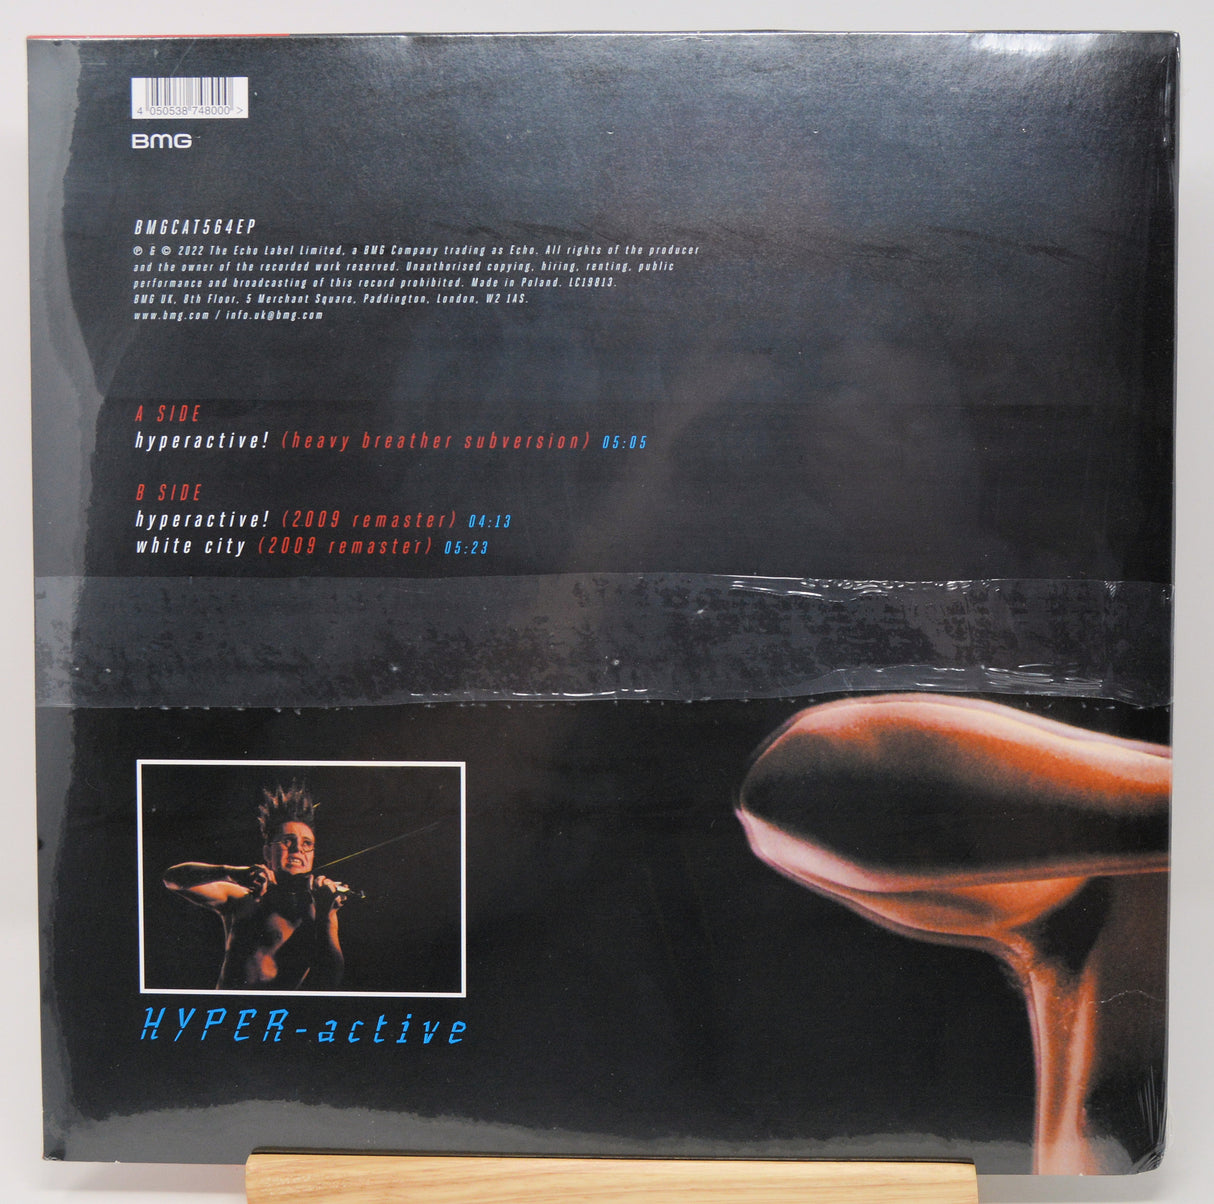 4 050538 748000 >
BMG
BMGCAT564EP
℗ & © 2022 The Echo Label Limited, a BMG Company trading as Echo. All rights of the producer
and the owner of the recorded work reserved. Unauthorised copying, hiring, renting, public
performance and broadcasting of this record prohibited. Made in Poland. LC19813.
BMG UK, 8th Floor, 5 Merchant Square, Paddington, London, W2 1AS.
www.bmg.com / info.uk@bmg.com
A SIDE
hyperactive! (heavy breather subversion) 05:05
B SIDE
hyperactive! (2009 remaster) 04:13
white city (2009 remaster) 05:23
HYPER-active